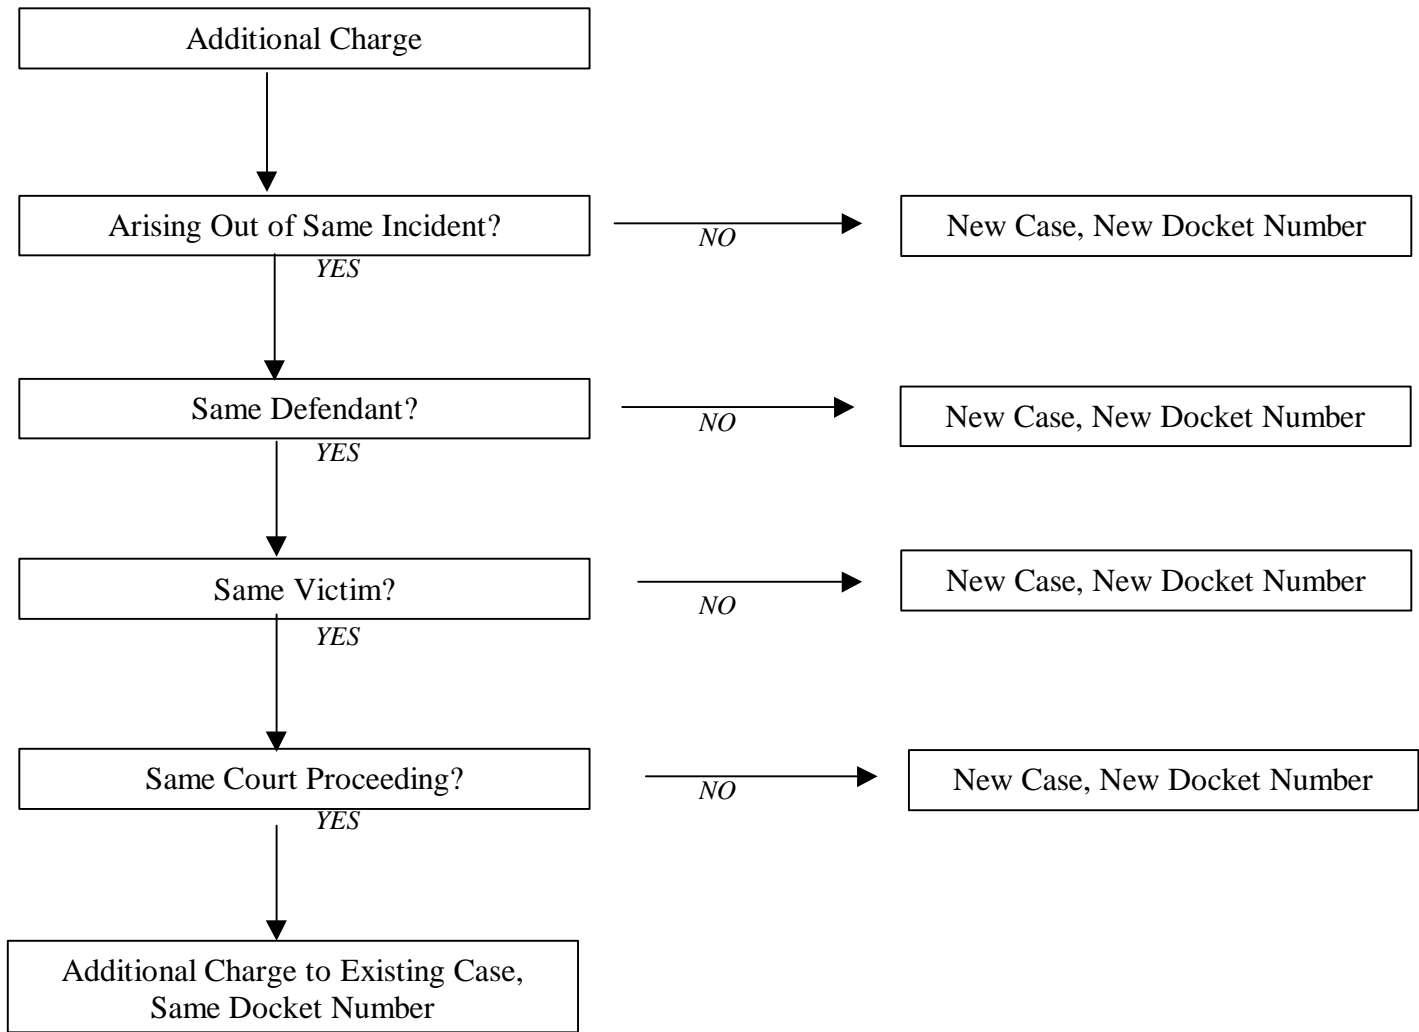 Additional Charge
Arising Out of Same Incident?
NO
New Case, New Docket Number
YES
Same Defendant?
NO
New Case, New Docket Number
YES
Same Victim?
NO
New Case, New Docket Number
YES
Same Court Proceeding?
NO
New Case, New Docket Number
YES
Additional Charge to Existing Case,
Same Docket Number